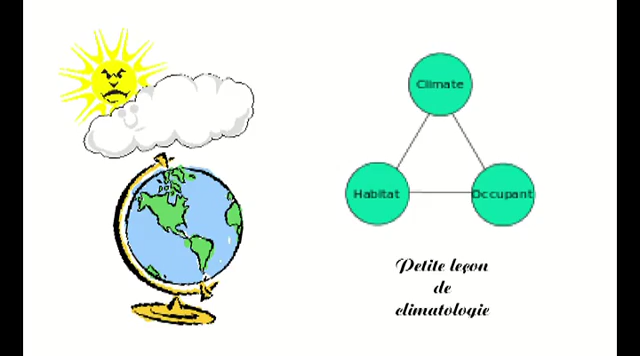 Climate
Habitat
Occupant
Petite leçon
de
climatologie